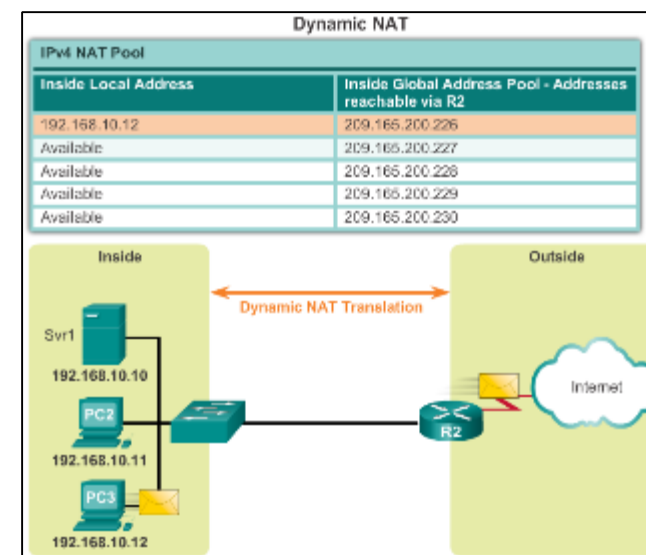 Dynamic NAT
IPv4 NAT Pool
Inside Local Address
Inside Global Address Pool - Addresses
reachable via R2
192.168.10.12
209.165.200.226
Available
209.165.200.227
Available
209.165.200.228
Available
209.165.200.229
Available
209.165.200.230
Inside
Outside
Dynamic NAT Translation
Svr1
192.168.10.10
PC2
192.168.10.11
PC3
192.168.10.12
R2
Internet